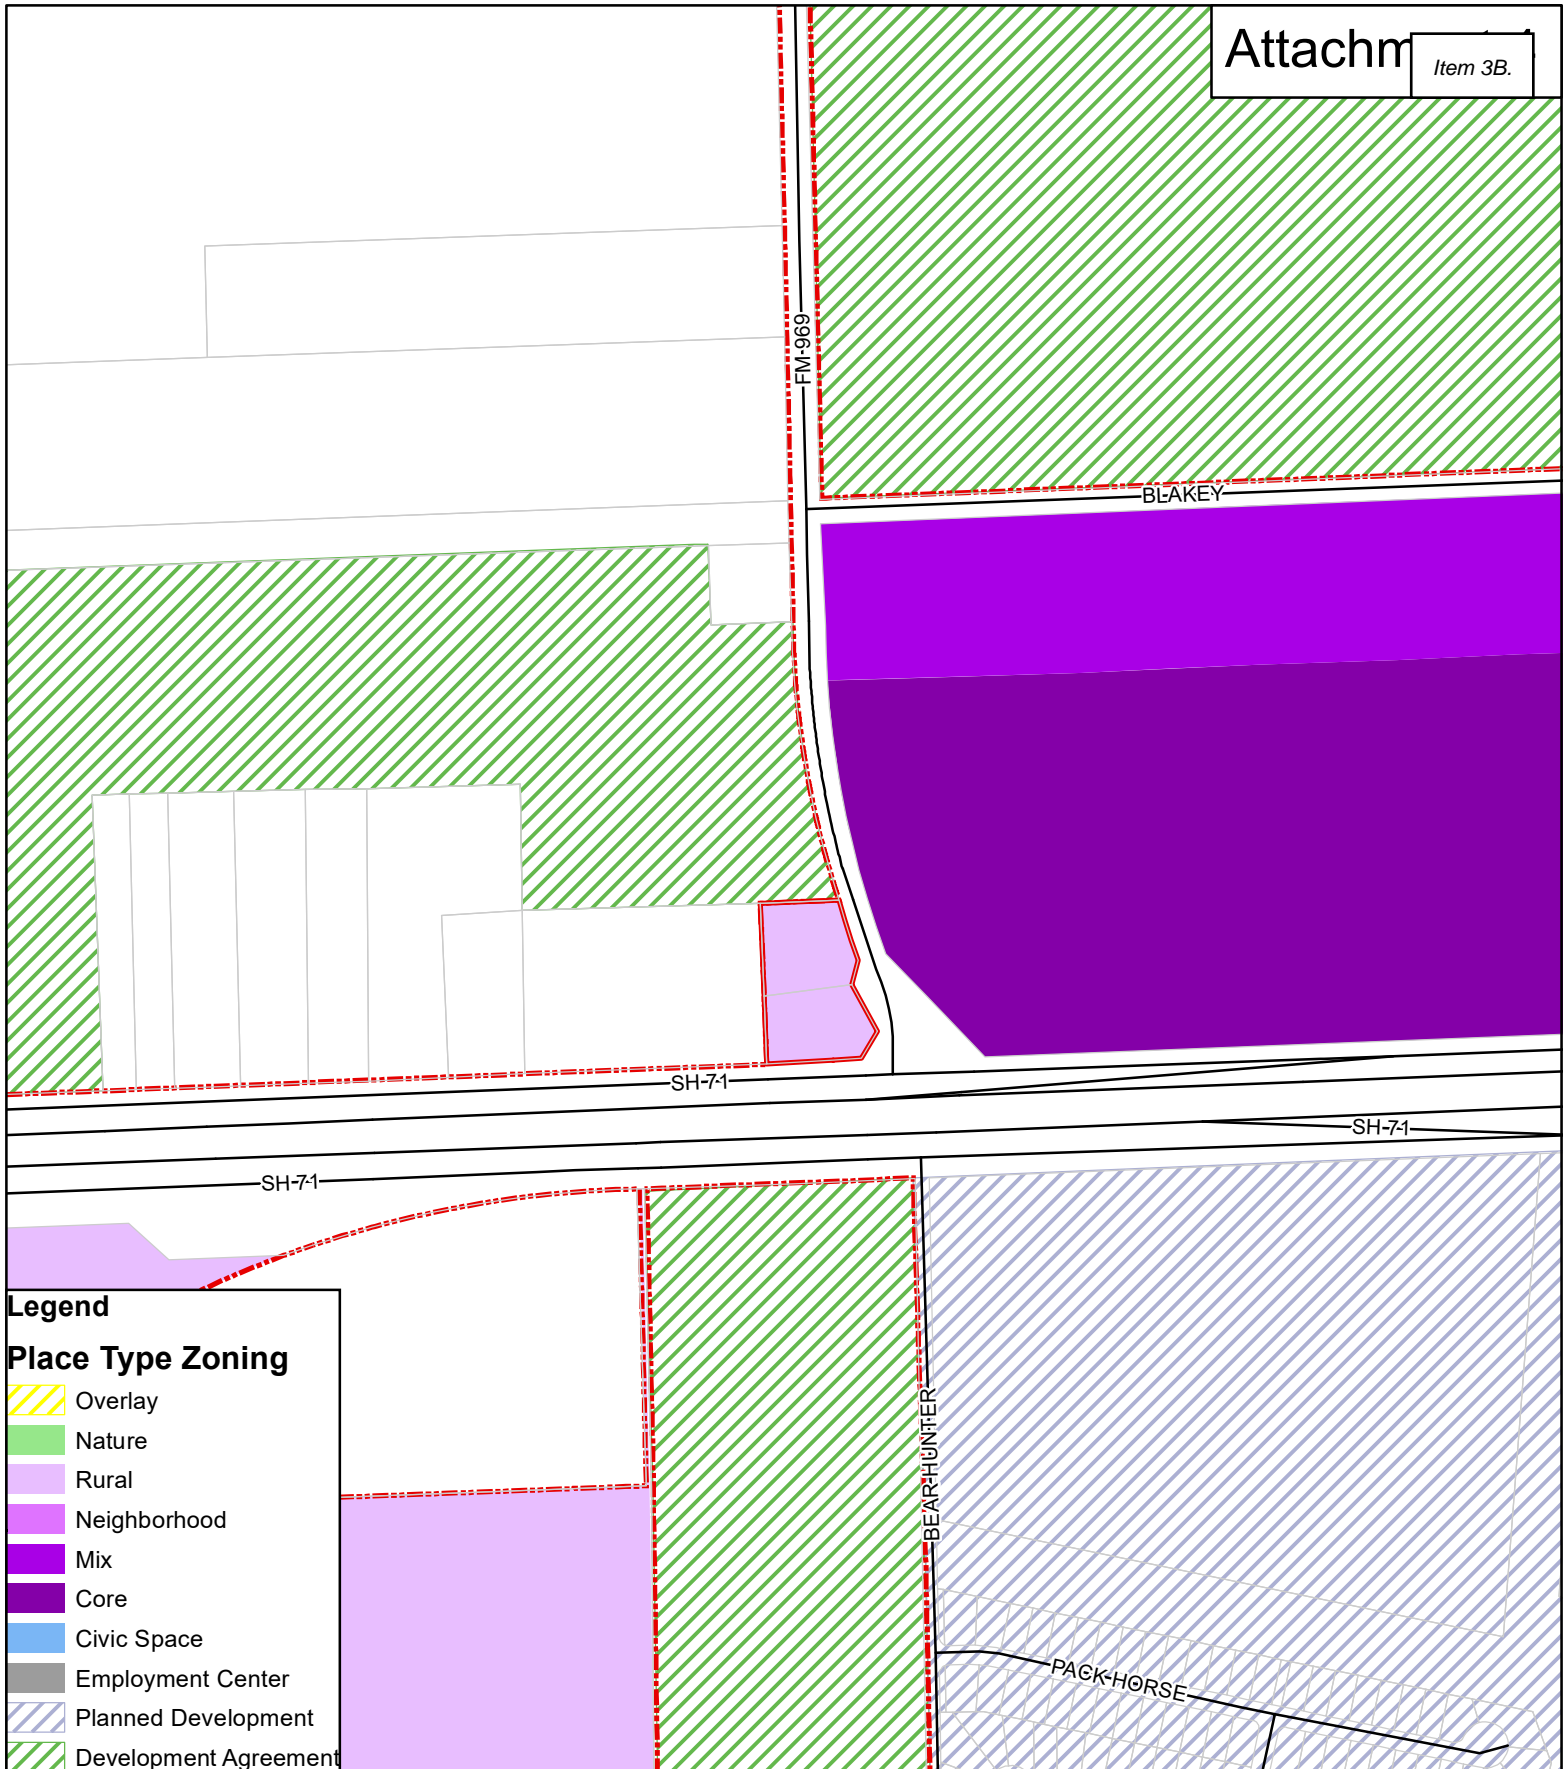 Attachm
Item 3B.
FM-969
BLAKEY
SH-71
SH-71
SH-71
BEAR HUNTER
PACK HORSE
Legend
Place Type Zoning
Overlay
Nature
Rural
Neighborhood
Mix
Core
Civic Space
Employment Center
Planned Development
Development Agreement